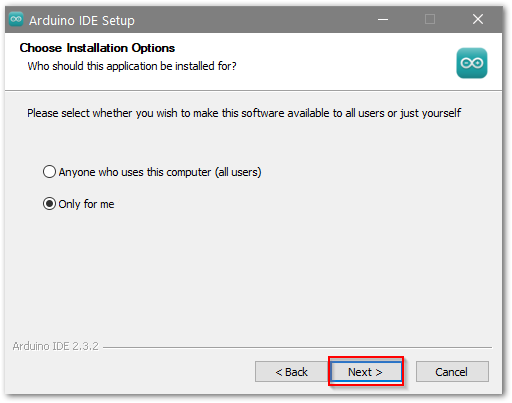 Arduino IDE Setup
Choose Installation Options
Who should this application be installed for?
Please select whether you wish to make this software available to all users or just yourself
Anyone who uses this computer (all users)
Only for me
Arduino IDE 2.3.2
< Back
Next >
Cancel